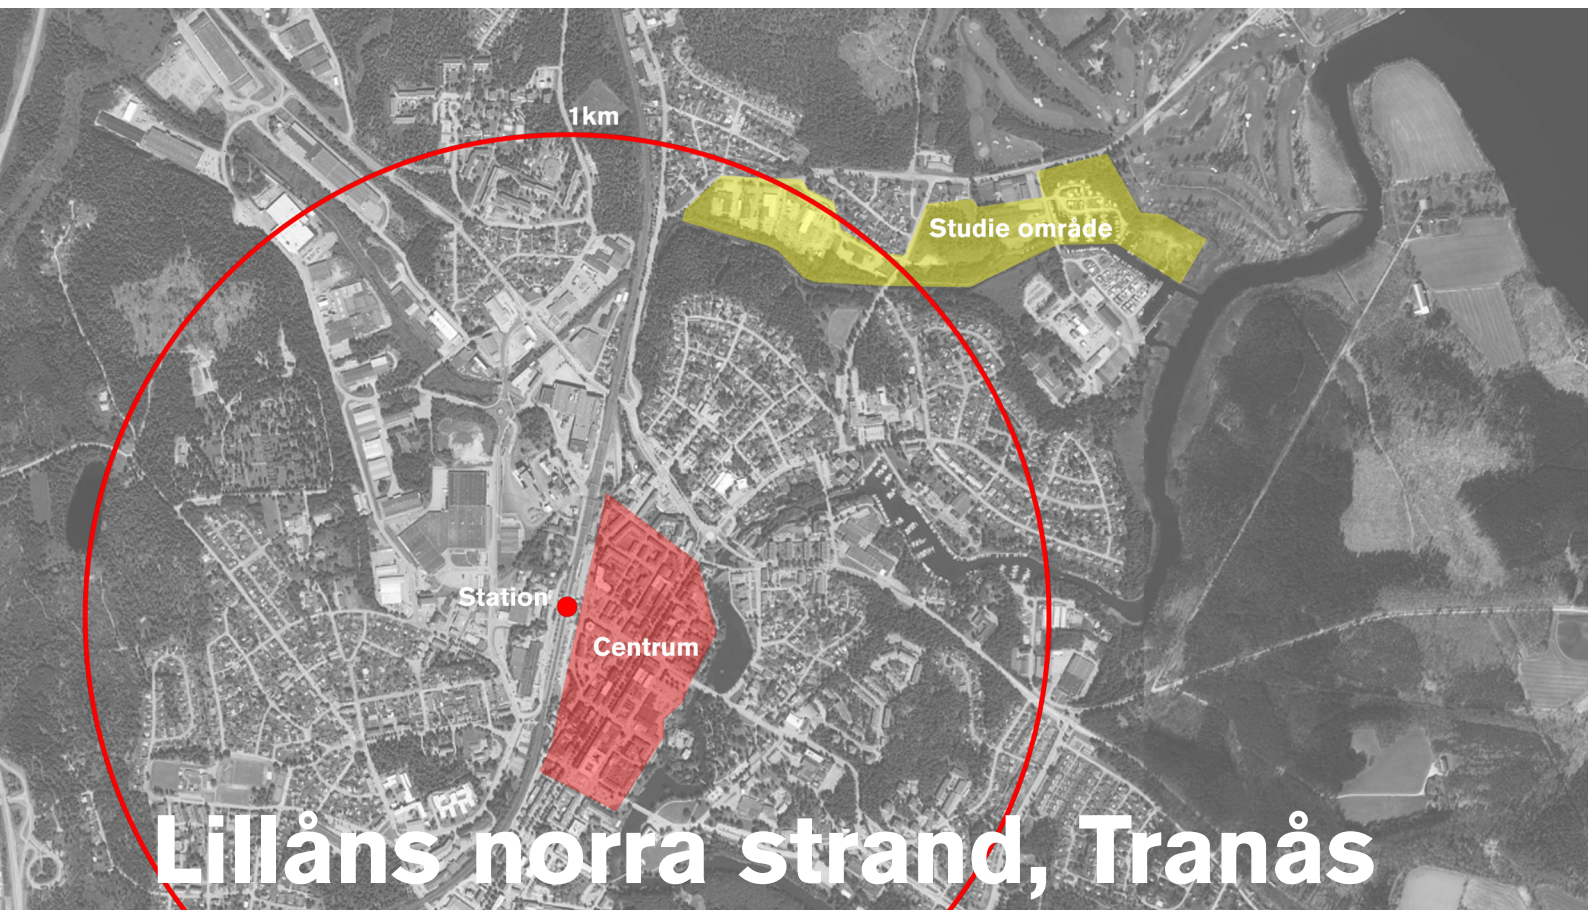 1km
Studie område
Station
Centrum
Lillåns norra strand, Tranås